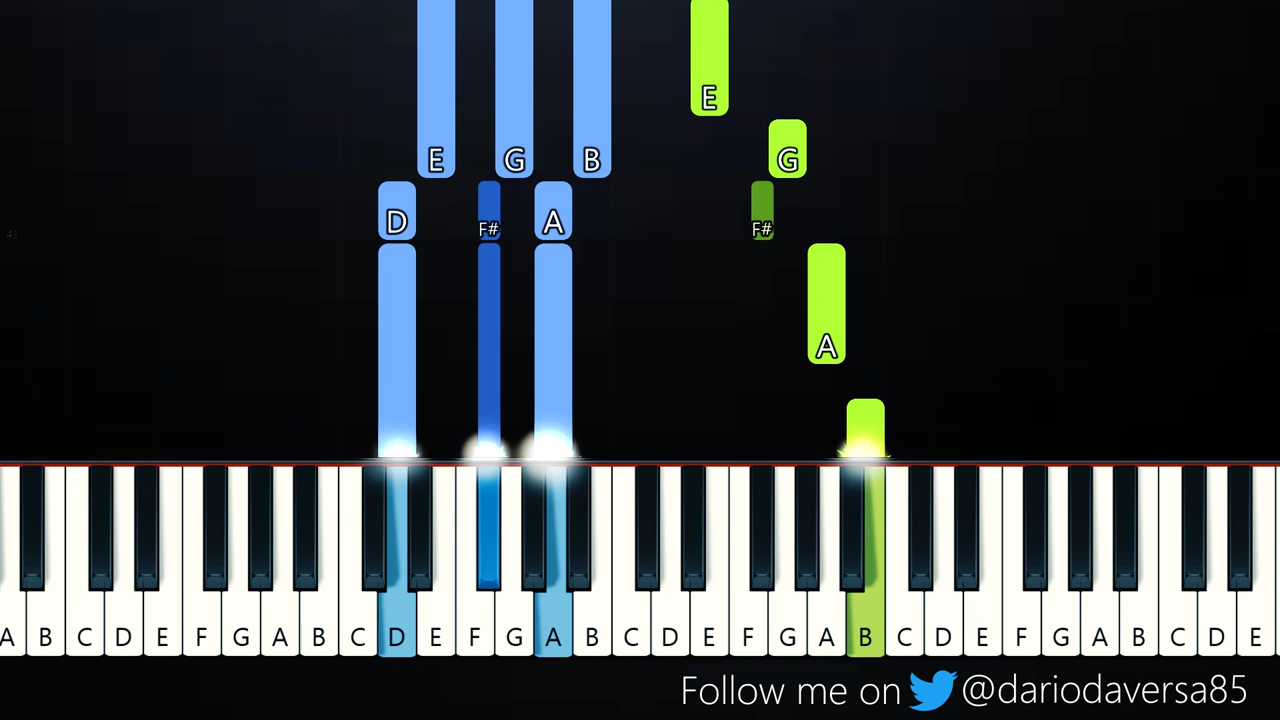 E
E G B G
D F# A F#
A
A B C D E F G A B C D E F G A B C D E F G A B C D E F G A B C D E
Follow me on @dariodaversa85